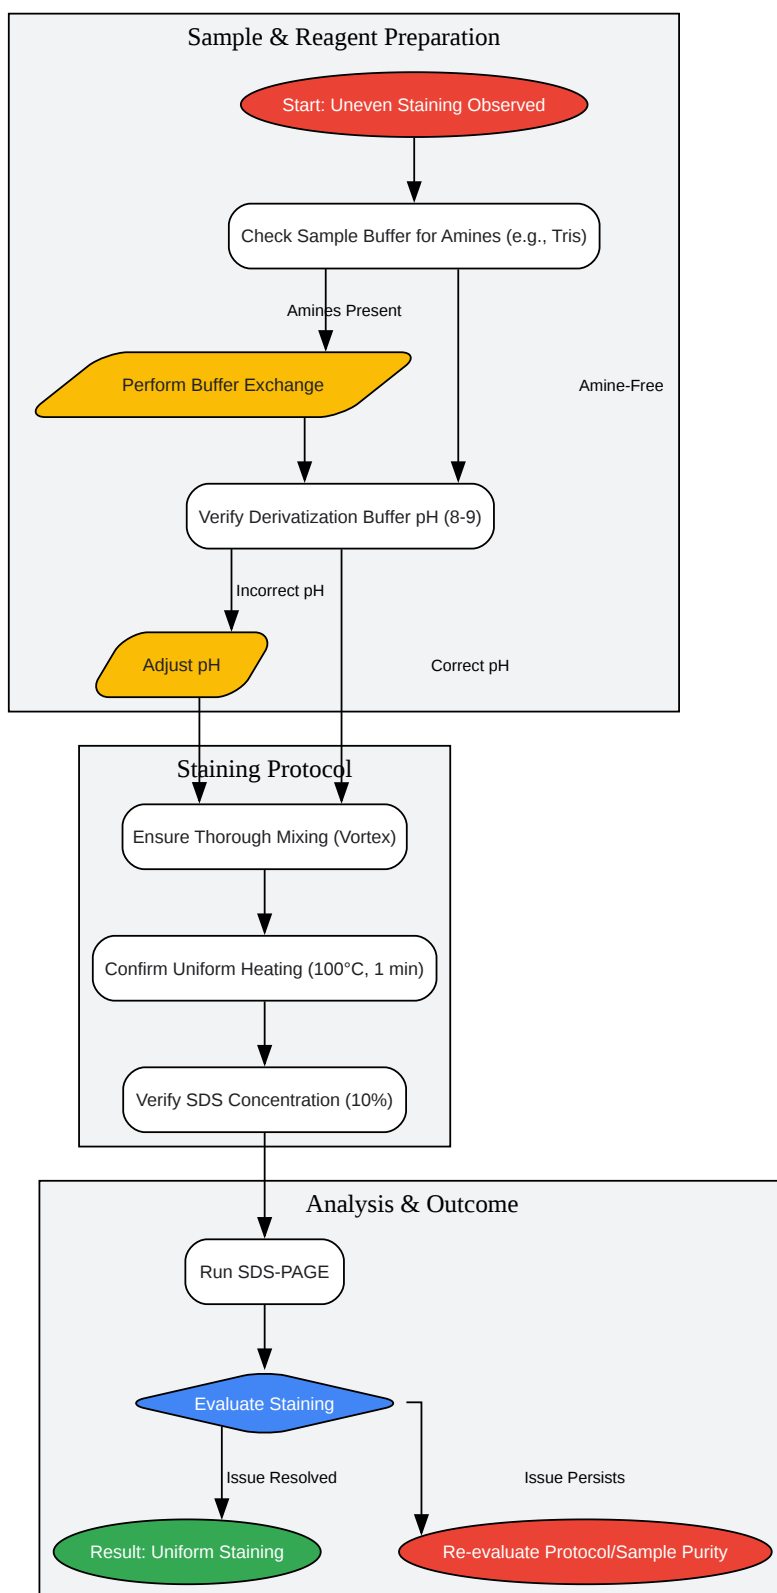 Sample & Reagent Preparation
Start: Uneven Staining Observed
Check Sample Buffer for Amines (e.g., Tris)
Amines Present
Perform Buffer Exchange
Amine-Free
Verify Derivatization Buffer pH (8-9)
Incorrect pH
Adjust pH
Correct pH
Staining Protocol
Ensure Thorough Mixing (Vortex)
Confirm Uniform Heating (100°C, 1 min)
Verify SDS Concentration (10%)
Analysis & Outcome
Run SDS-PAGE
Evaluate Staining
Issue Resolved
Issue Persists
Result: Uniform Staining
Re-evaluate Protocol/Sample Purity